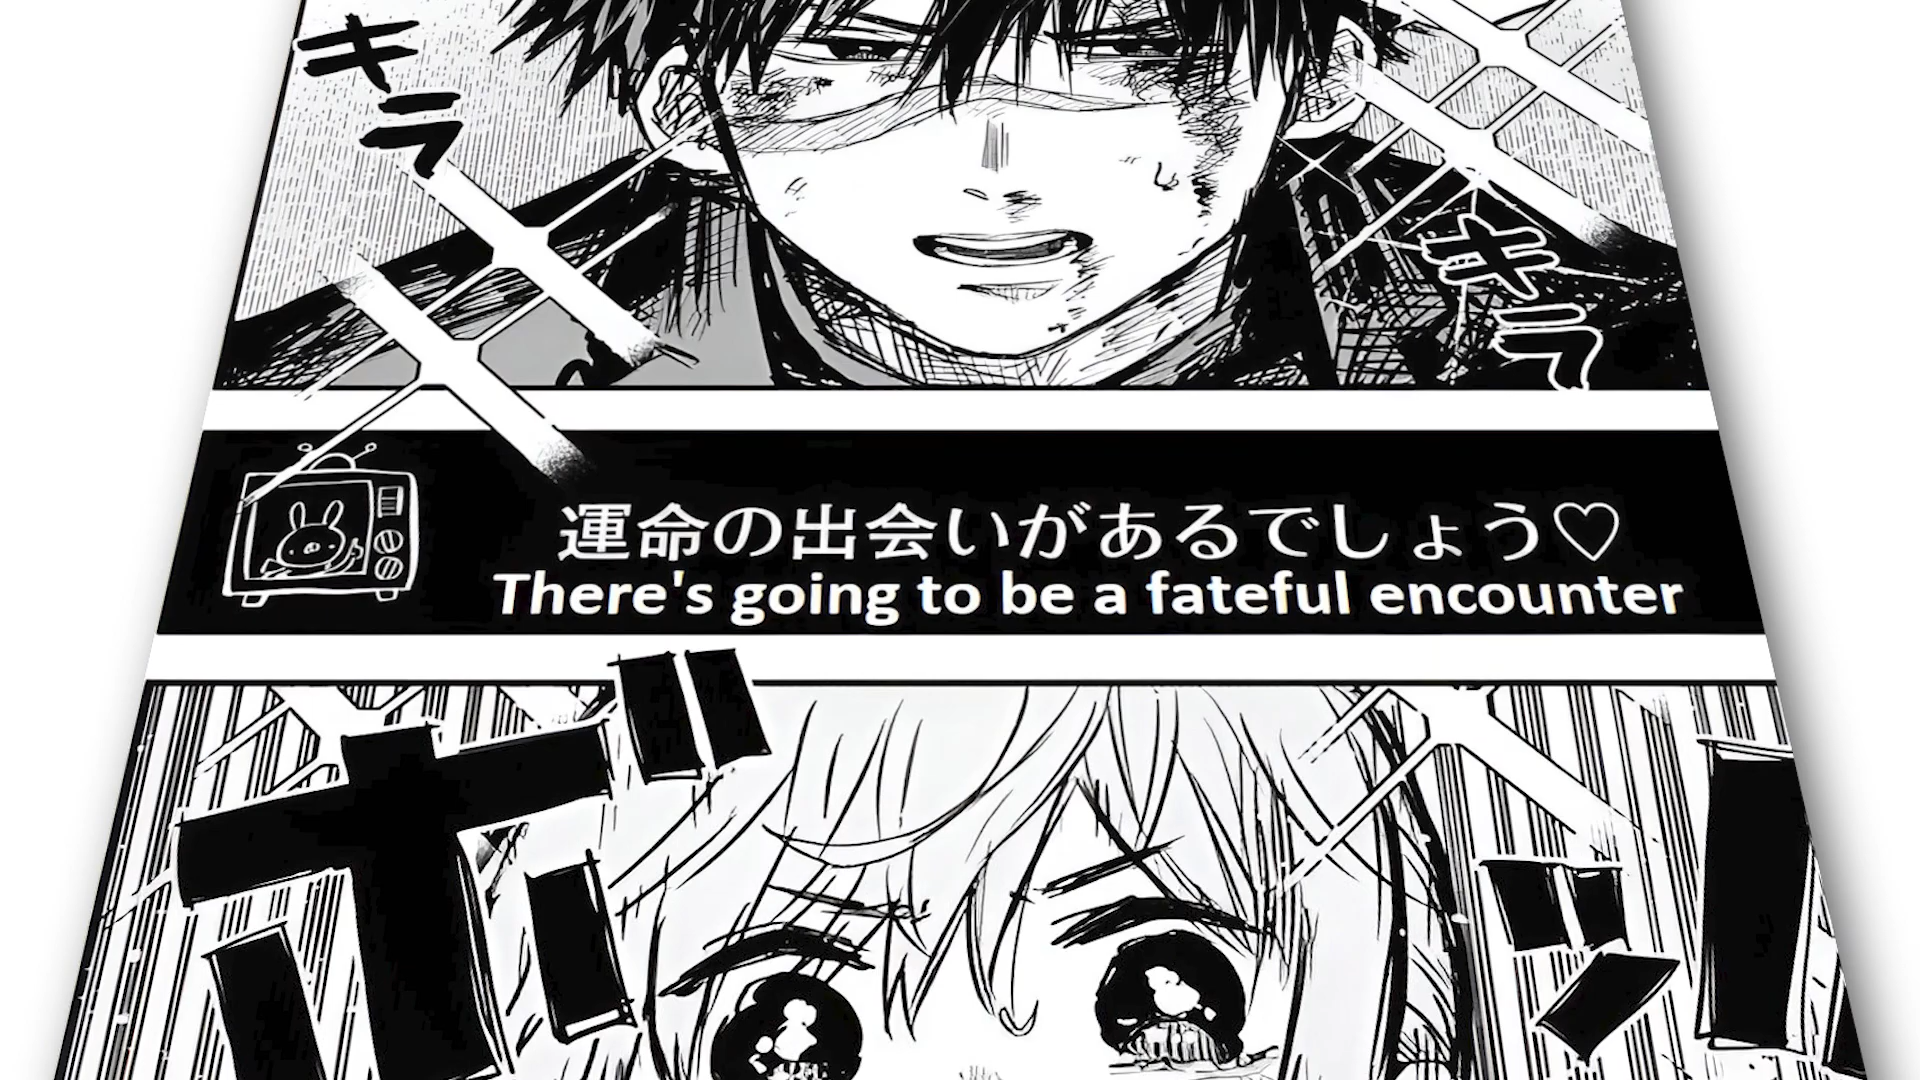 キラ
キラ
運命の出会いがあるでしょう♡
There's going to be a fateful encounter